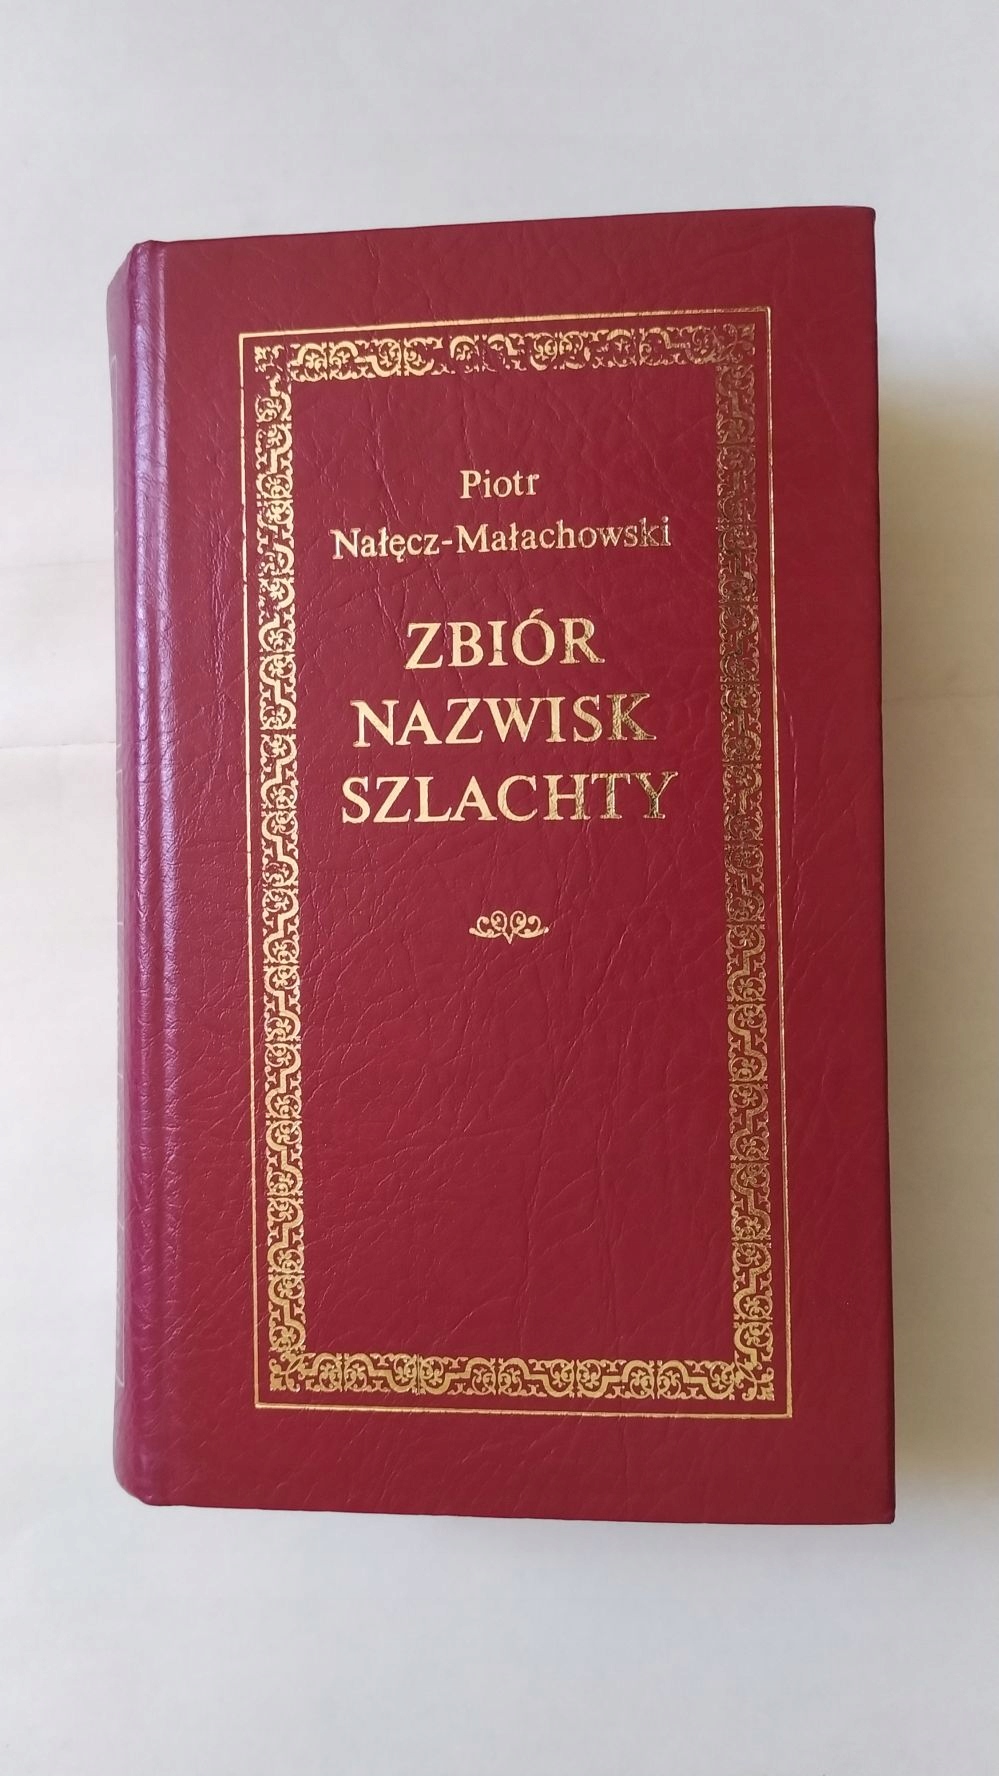 Piotr
Nałęcz-Małachowski
ZBIÓR
NAZWISK
SZLACHTY